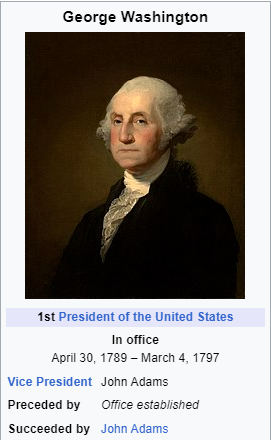 George Washington
1st President of the United States
In office
April 30, 1789 – March 4, 1797
Vice President John Adams
Preceded by Office established
Succeeded by John Adams